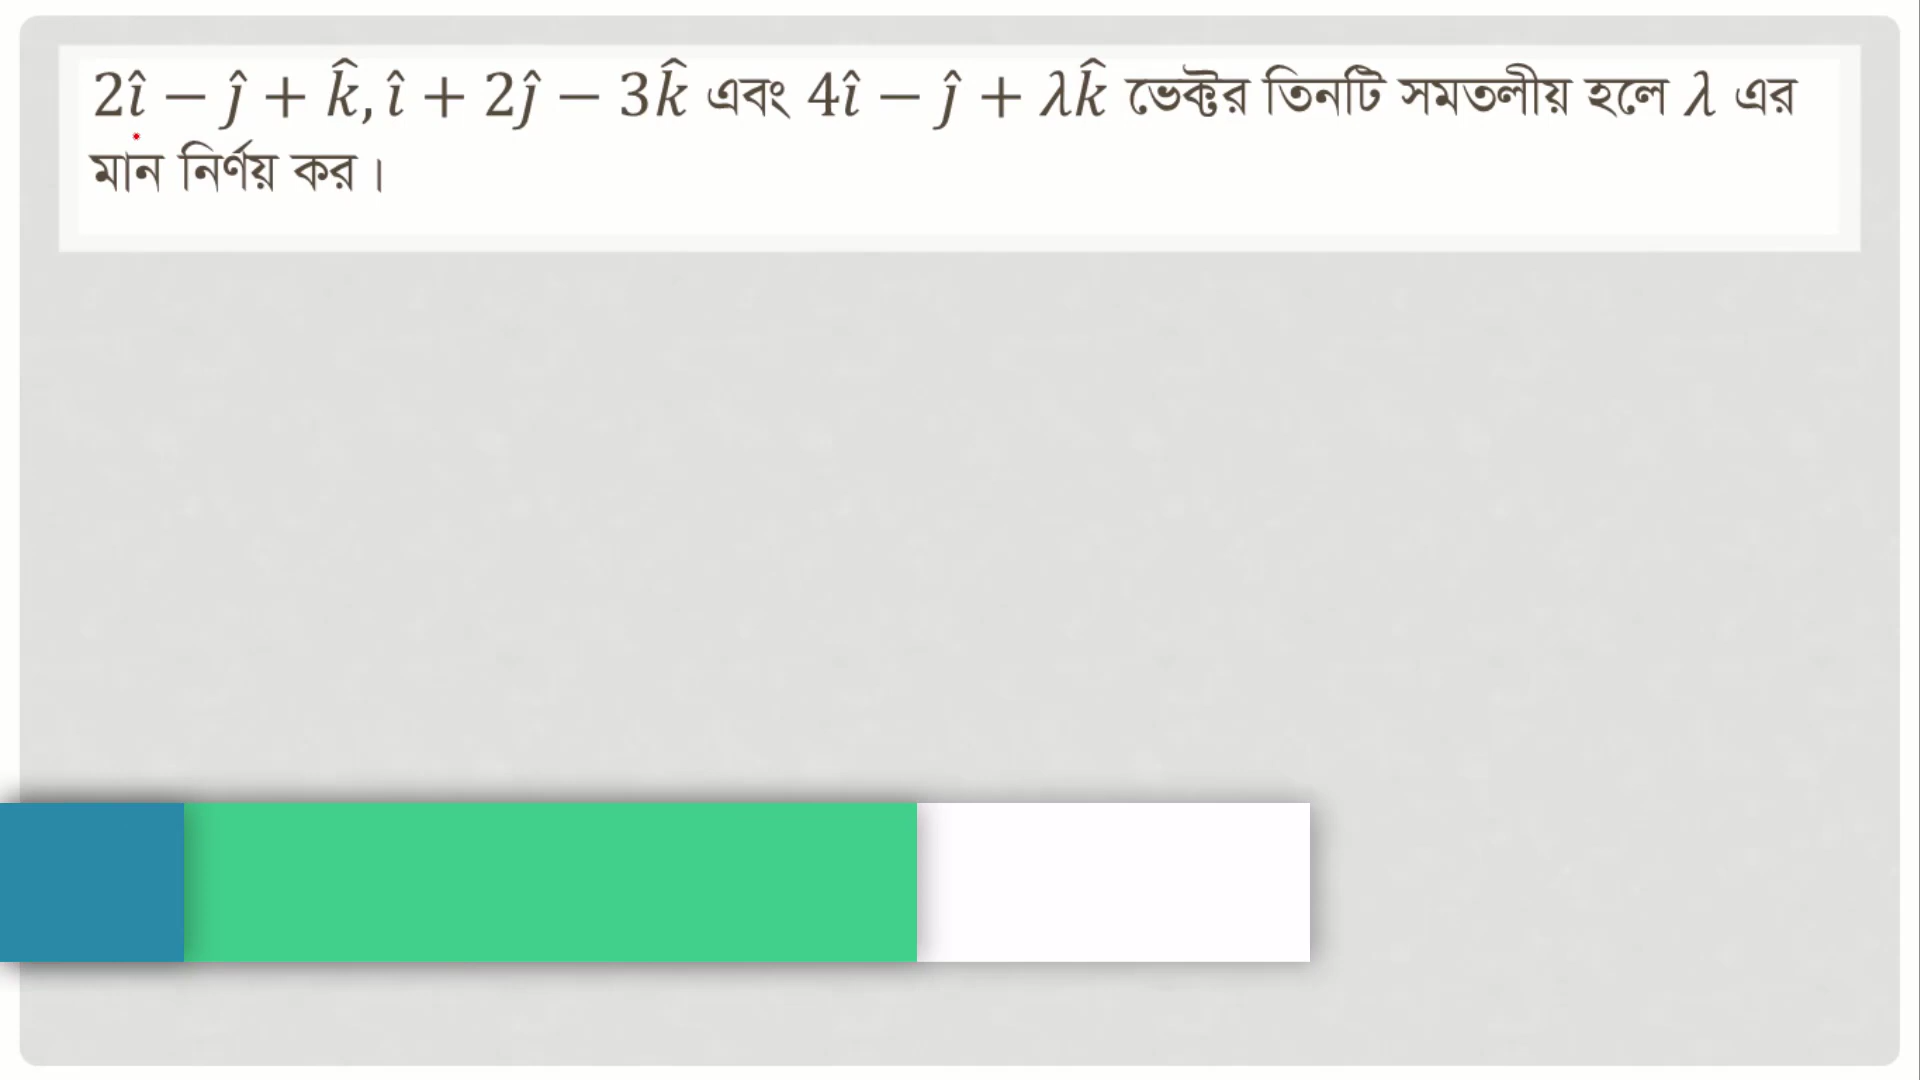 2î − ĵ + k̂, î + 2ĵ − 3k̂ এবং 4î − ĵ + λk̂ ভেক্টর তিনটি সমতলীয় হলে λ এর
মান নির্ণয় কর।